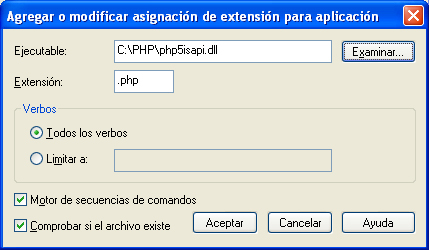 Agregar o modificar asignación de extensión para aplicación
Ejecutable: C:\PHP\php5isapi.dll Examinar...
Extensión: .php
Verbos
Todos los verbos
Limitar a:
Motor de secuencias de comandos
Comprobar si el archivo existe Aceptar Cancelar Ayuda